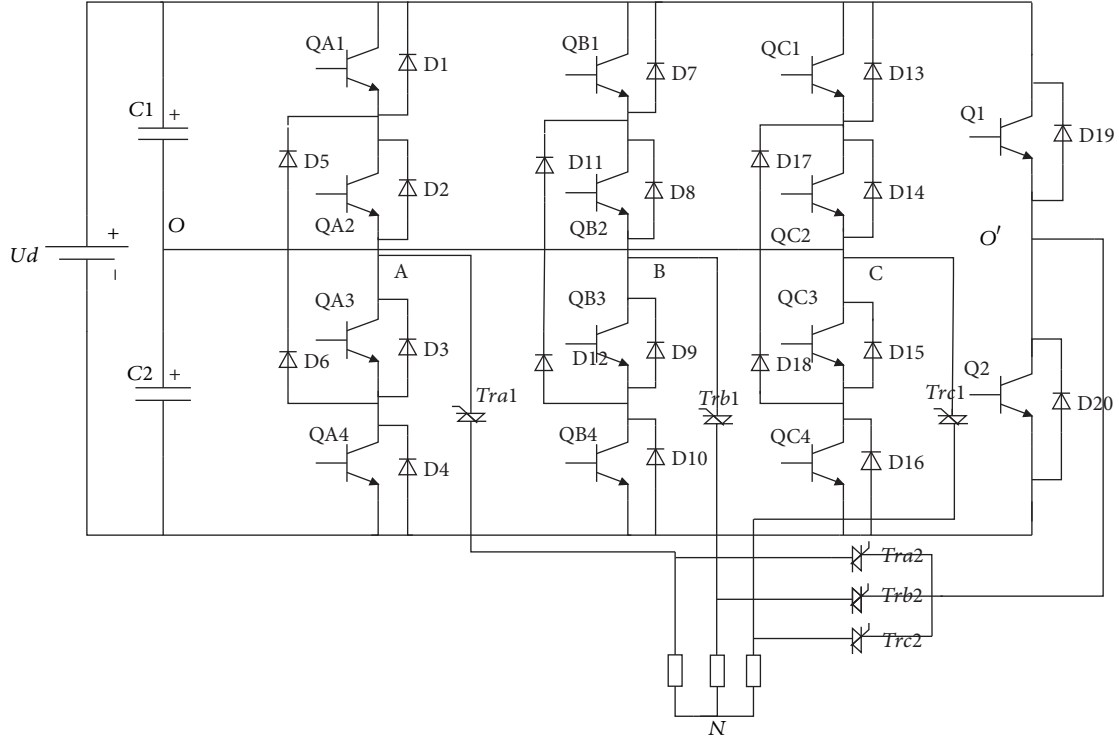 QA1
D1
QB1
D7
QC1
D13
C1
+
Q1
D19
D5
D11
D17
QA2
D2
QB2
D8
QC2
D14
O
O′
Ud
+
A
B
C
QA3
D3
QB3
D9
QC3
D15
D6
D12
D18
C2
+
Q2
D20
Tra1
Trb1
Trc1
QA4
D4
QB4
D10
QC4
D16
Tra2
Trb2
Trc2
N